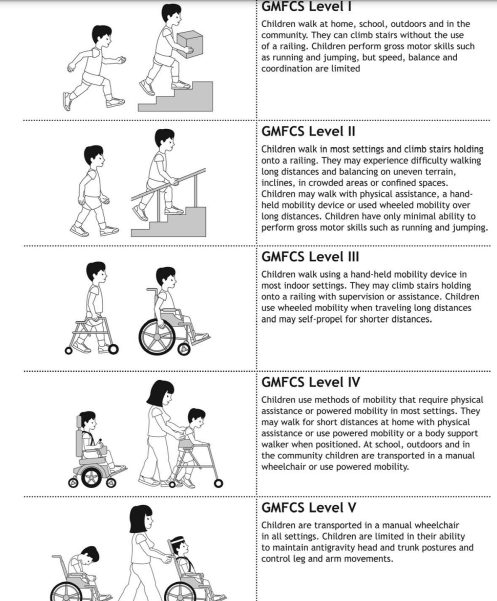 GMFCS Level I
Children walk at home, school, outdoors and in the
community. They can climb stairs without the use
of a railing. Children perform gross motor skills such
as running and jumping, but speed, balance and
coordination are limited
GMFCS Level II
Children walk in most settings and climb stairs holding
onto a railing. They may experience difficulty walking
long distances and balancing on uneven terrain,
inclines, in crowded areas or confined spaces.
Children may walk with physical assistance, a hand-
held mobility device or used wheeled mobility over
long distances. Children have only minimal ability to
perform gross motor skills such as running and jumping.
GMFCS Level III
Children walk using a hand-held mobility device in
most indoor settings. They may climb stairs holding
onto a railing with supervision or assistance. Children
use wheeled mobility when traveling long distances
and may self-propel for shorter distances.
GMFCS Level IV
Children use methods of mobility that require physical
assistance or powered mobility in most settings. They
may walk for short distances at home with physical
assistance or use powered mobility or a body support
walker when positioned. At school, outdoors and in
the community children are transported in a manual
wheelchair or use powered mobility.
GMFCS Level V
Children are transported in a manual wheelchair
in all settings. Children are limited in their ability
to maintain antigravity head and trunk postures and
control leg and arm movements.